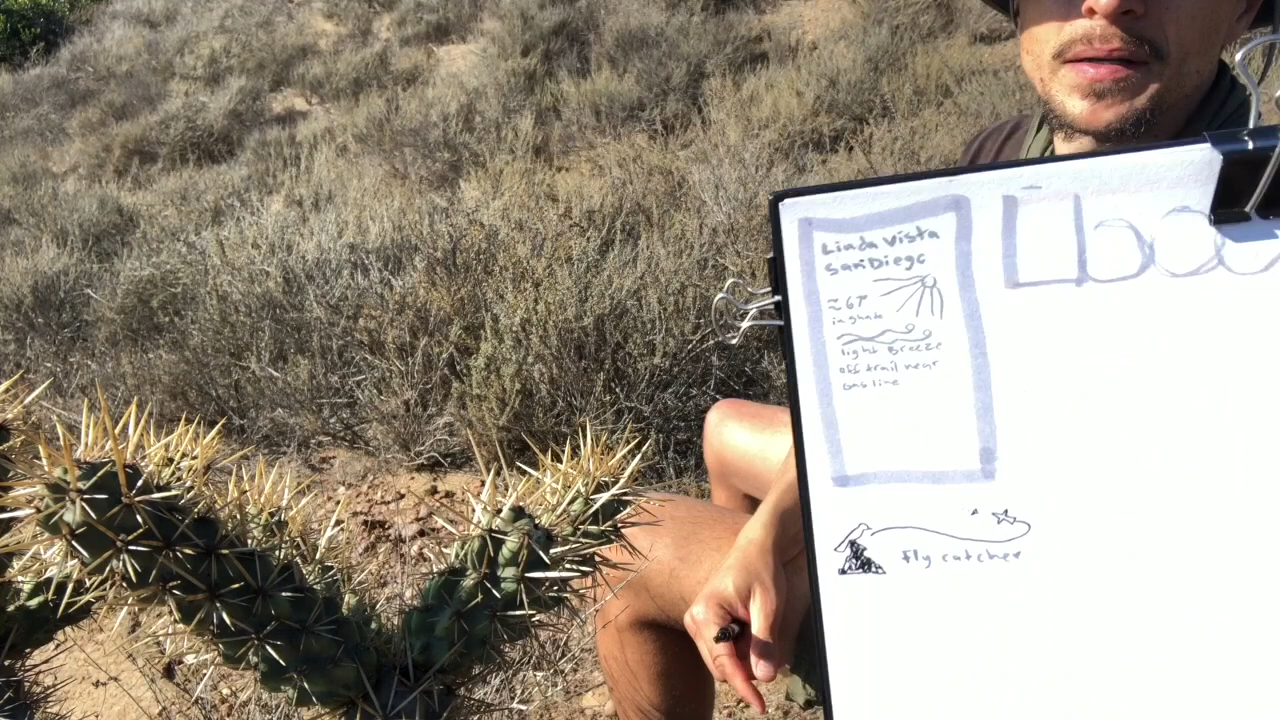 Linda Vista
San Diego
≈ 67°
in shade
light Breeze
off trail near
Gas line
fly catcher